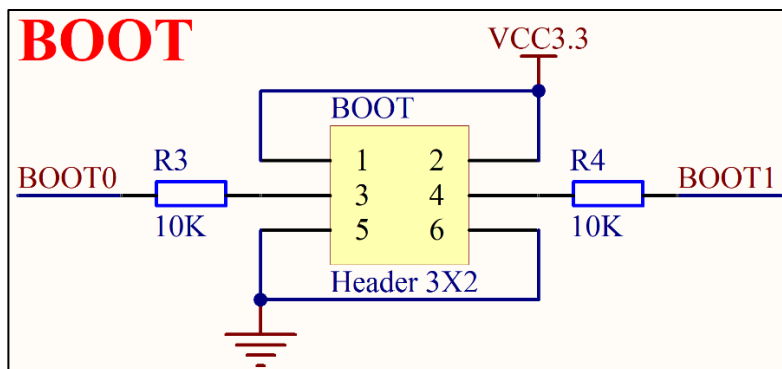 BOOT
VCC3.3
BOOT
R3
1 2
R4
BOOT0
3 4
BOOT1
10K
5 6
10K
Header 3X2